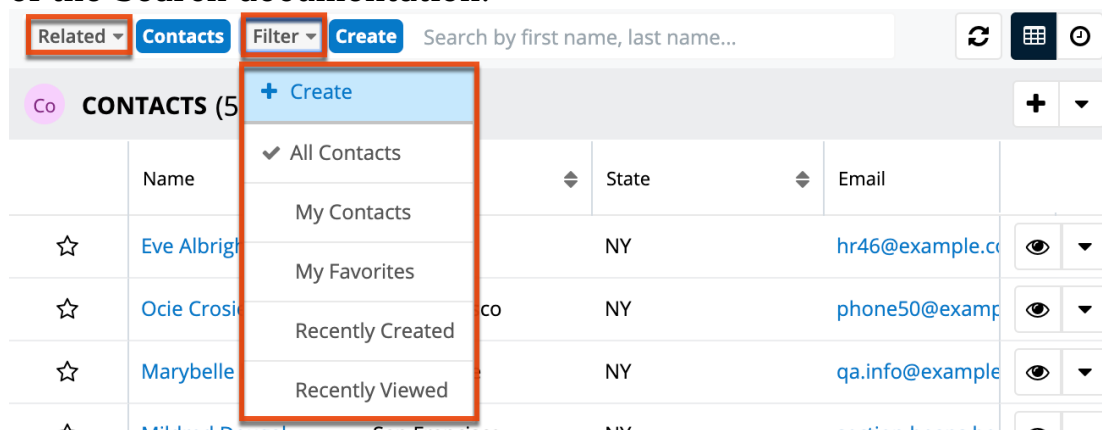 Related Contacts Filter Create Search by first name, last name...
Create
Co CONTACTS (5
All Contacts
Name State Email
My Contacts
Eve Albrigh NY hr46@example.co
My Favorites
Ocie Crosi co NY phone50@examp
Recently Created
Marybelle NY qa.info@example
Recently Viewed